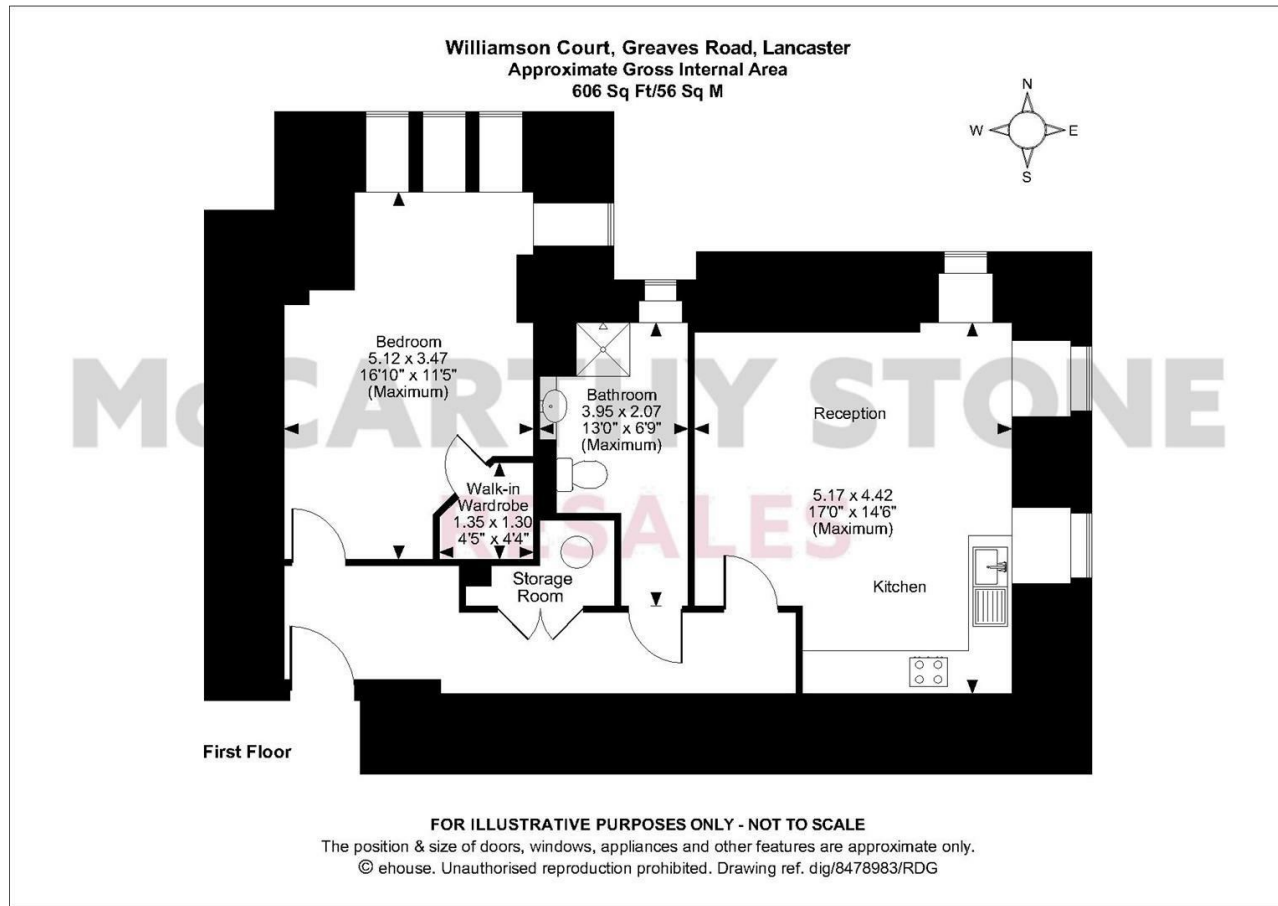 Williamson Court, Greaves Road, Lancaster
Approximate Gross Internal Area
606 Sq Ft/56 Sq M
N
W E
S
McCARTHY STONE
RESALES
Bedroom
5.12 x 3.47
16'10" x 11'5"
(Maximum)
Bathroom
3.95 x 2.07
13'0" x 6'9"
(Maximum)
Reception
5.17 x 4.42
17'0" x 14'6"
(Maximum)
Kitchen
Walk-in
Wardrobe
1.35 x 1.30
4'5" x 4'4"
Storage
Room
First Floor
FOR ILLUSTRATIVE PURPOSES ONLY - NOT TO SCALE
The position & size of doors, windows, appliances and other features are approximate only.
© ehouse. Unauthorised reproduction prohibited. Drawing ref. dig/8478983/RDG